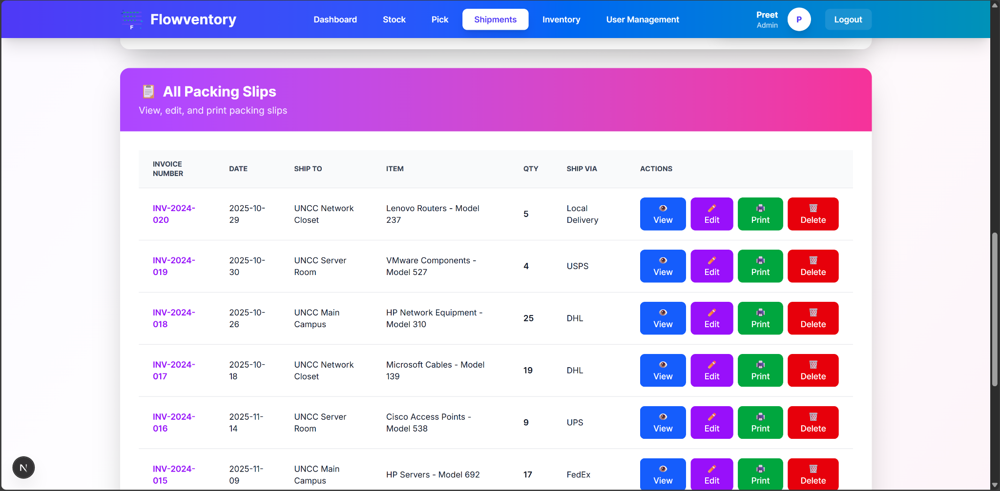 F
Flowventory
Dashboard
Stock
Pick
Shipments
Inventory
User Management
Preet
Admin
P
Logout
All Packing Slips
View, edit, and print packing slips
INVOICE
NUMBER
DATE
SHIP TO
ITEM
QTY
SHIP VIA
ACTIONS
INV-2024-
020
2025-10-
29
UNCC Network
Closet
Lenovo Routers - Model
237
5
Local
Delivery
View
Edit
Print
Delete
INV-2024-
019
2025-10-
30
UNCC Server
Room
VMware Components -
Model 527
4
USPS
View
Edit
Print
Delete
INV-2024-
018
2025-10-
26
UNCC Main
Campus
HP Network Equipment -
Model 310
25
DHL
View
Edit
Print
Delete
INV-2024-
017
2025-10-
18
UNCC Network
Closet
Microsoft Cables - Model
139
19
DHL
View
Edit
Print
Delete
INV-2024-
016
2025-11-
14
UNCC Server
Room
Cisco Access Points -
Model 538
9
UPS
View
Edit
Print
Delete
INV-2024-
015
2025-11-
09
UNCC Main
Campus
HP Servers - Model 692
17
FedEx
View
Edit
Print
Delete
N